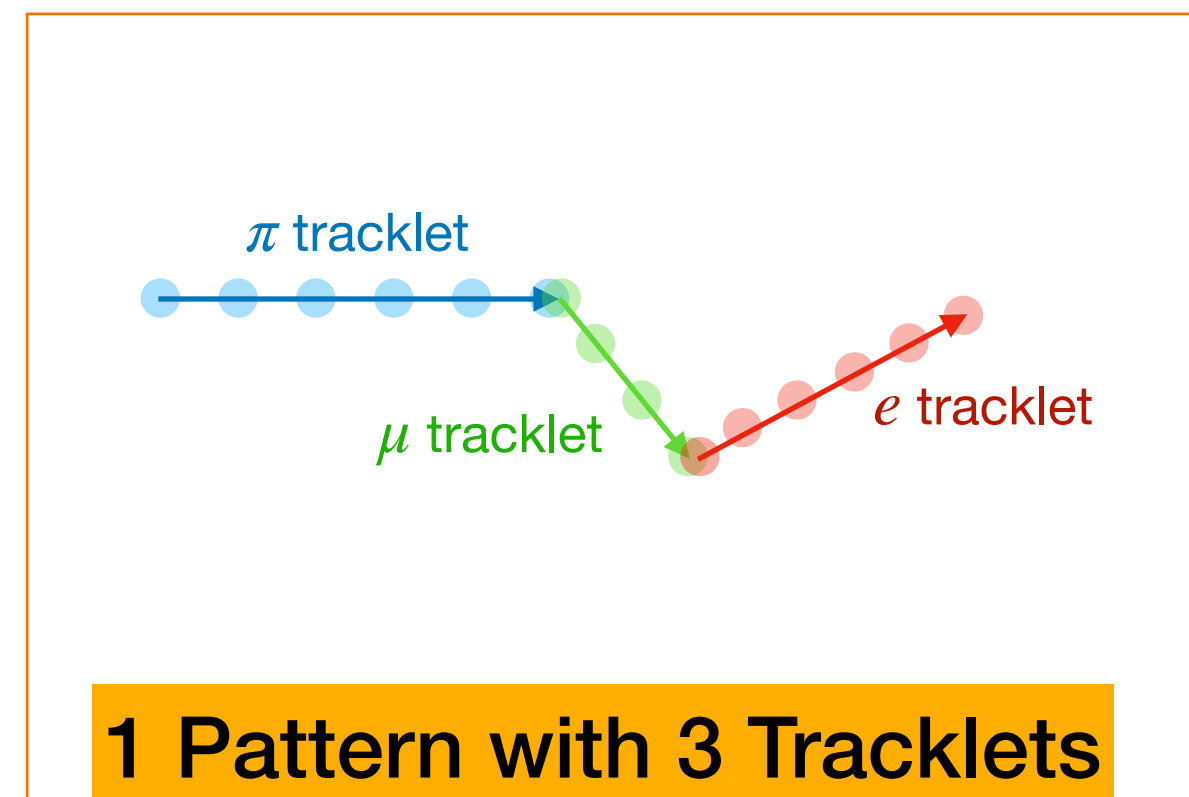 π tracklet
μ tracklet
e tracklet
1 Pattern with 3 Tracklets